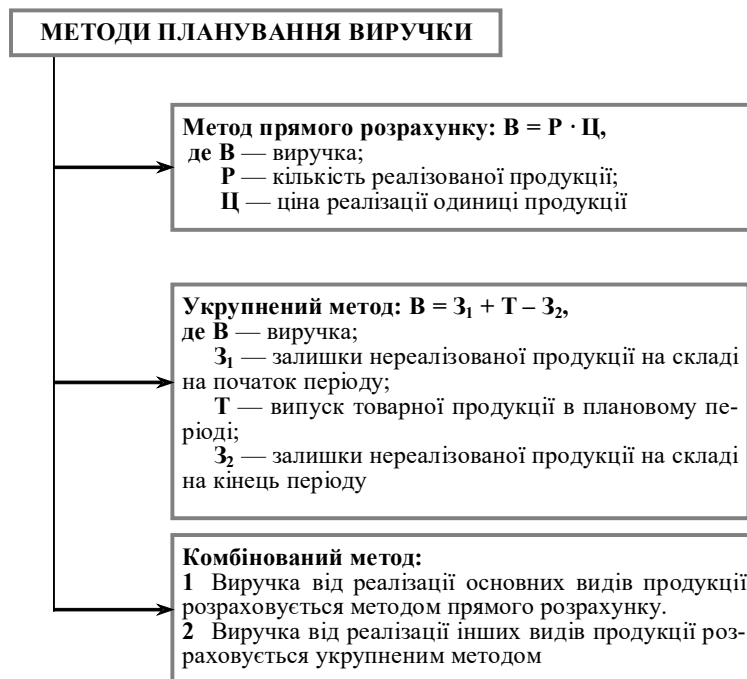 МЕТОДИ ПЛАНУВАННЯ ВИРУЧКИ
Метод прямого розрахунку: В = Р · Ц,
де В — виручка;
Р — кількість реалізованої продукції;
Ц — ціна реалізації одиниці продукції
Укрупнений метод: В = З₁ + Т – З₂,
де В — виручка;
З₁ — залишки нереалізованої продукції на складі
на початок періоду;
Т — випуск товарної продукції в плановому пе-
ріоді;
З₂ — залишки нереалізованої продукції на складі
на кінець періоду
Комбінований метод:
1 Виручка від реалізації основних видів продукції
розраховується методом прямого розрахунку.
2 Виручка від реалізації інших видів продукції роз-
раховується укрупненим методом